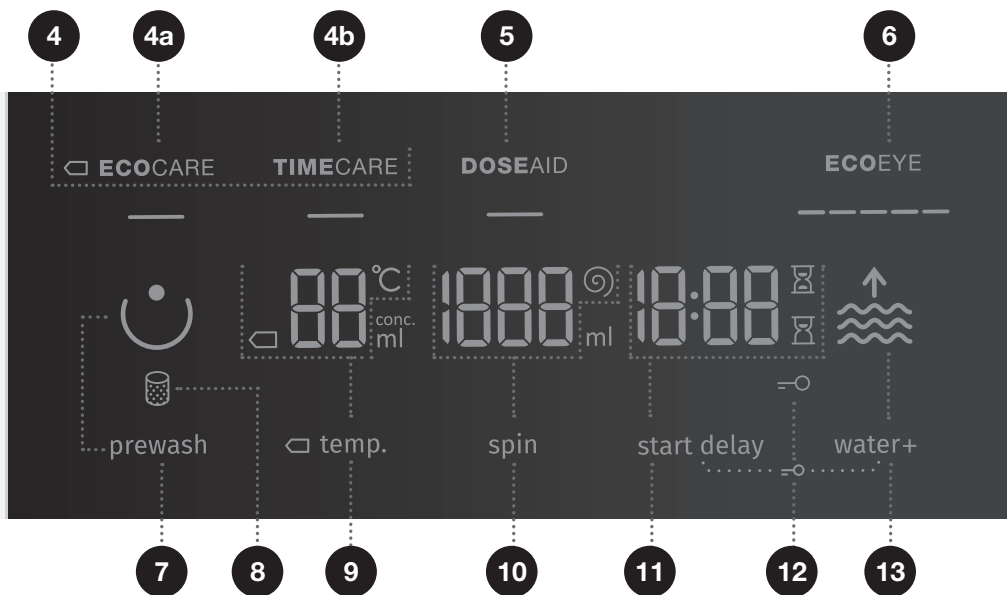 4 4a 4b 5 6
ECOCARE TIMECARE DOSEAID ECOEYE
88 °C 1888 18:88
conc.
ml ml
prewash temp. spin start delay water+
7 8 9 10 11 12 13